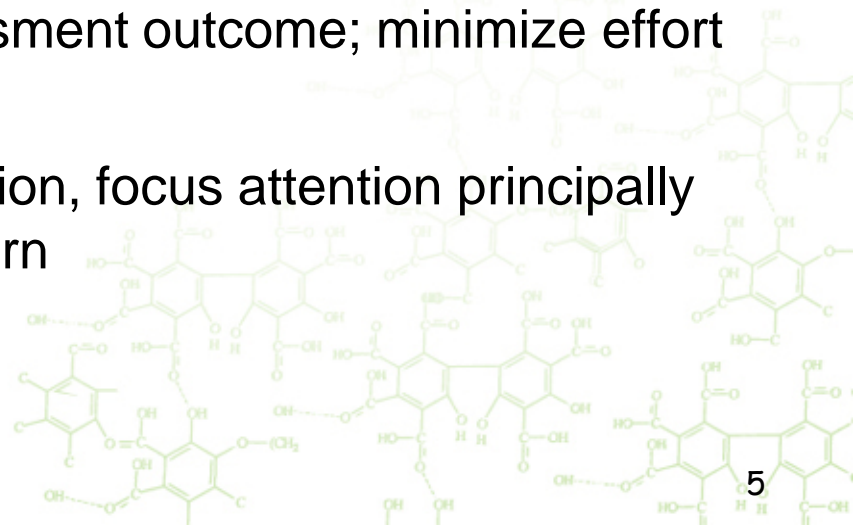 sment outcome; minimize effort
ion, focus attention principally
rn
5